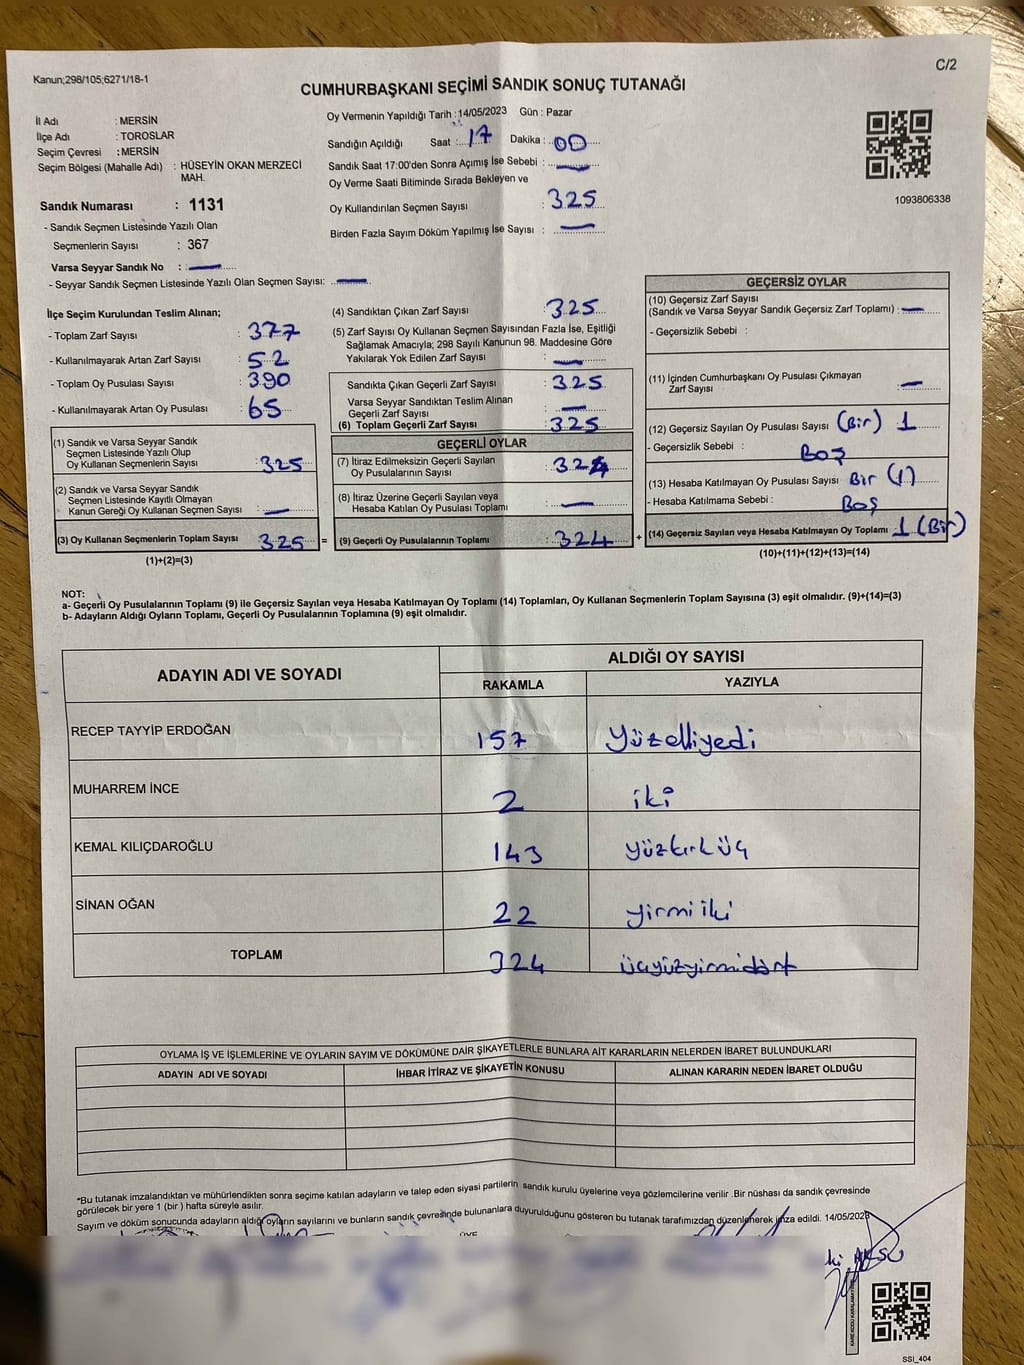 Kanun;298/105;6271/18-1
C/2
CUMHURBAŞKANI SEÇİMİ SANDIK SONUÇ TUTANAĞI
İl Adı : MERSİN
İlçe Adı : TOROSLAR
Seçim Çevresi : MERSİN
Seçim Bölgesi (Mahalle Adı) : HÜSEYİN OKAN MERZECİ MAH.
Sandık Numarası : 1131
- Sandık Seçmen Listesinde Yazılı Olan
Seçmenlerin Sayısı : 367
Varsa Seyyar Sandık No : —
- Seyyar Sandık Seçmen Listesinde Yazılı Olan Seçmen Sayısı: —
Oy Vermenin Yapıldığı Tarih : 14/05/2023 Gün : Pazar
Sandığın Açıldığı Saat : 17 Dakika : 00
Sandık Saat 17:00'den Sonra Açımış İse Sebebi : —
Oy Verme Saati Bitiminde Sırada Bekleyen ve
Oy Kullandırılan Seçmen Sayısı : 325
Birden Fazla Sayım Döküm Yapılmış İse Sayısı : —
1093806338
İlçe Seçim Kurulundan Teslim Alınan;
- Toplam Zarf Sayısı : 377
- Kullanılmayarak Artan Zarf Sayısı : 52
- Toplam Oy Pusulası Sayısı : 390
- Kullanılmayarak Artan Oy Pusulası : 65
(1) Sandık ve Varsa Seyyar Sandık
Seçmen Listesinde Yazılı Olup
Oy Kullanan Seçmenlerin Sayısı : 325
(2) Sandık ve Varsa Seyyar Sandık
Seçmen Listesinde Kayıtlı Olmayan
Kanun Gereği Oy Kullanan Seçmen Sayısı : —
(3) Oy Kullanan Seçmenlerin Toplam Sayısı 325 =
(1)+(2)=(3)
(4) Sandıktan Çıkan Zarf Sayısı : 325
(5) Zarf Sayısı Oy Kullanan Seçmen Sayısından Fazla İse, Eşitliği
Sağlamak Amacıyla; 298 Sayılı Kanunun 98. Maddesine Göre
Yakılarak Yok Edilen Zarf Sayısı : —
Sandıkta Çıkan Geçerli Zarf Sayısı : 325
Varsa Seyyar Sandıktan Teslim Alınan
Geçerli Zarf Sayısı : —
(6) Toplam Geçerli Zarf Sayısı : 325
GEÇERLİ OYLAR
(7) İtiraz Edilmeksizin Geçerli Sayılan
Oy Pusulalarının Sayısı : 324
(8) İtiraz Üzerine Geçerli Sayılan veya
Hesaba Katılan Oy Pusulası Toplamı : —
(9) Geçerli Oy Pusulalarının Toplamı : 324 +
GEÇERSİZ OYLAR
(10) Geçersiz Zarf Sayısı
(Sandık ve Varsa Seyyar Sandık Geçersiz Zarf Toplamı) : —
- Geçersizlik Sebebi :
(11) İçinden Cumhurbaşkanı Oy Pusulası Çıkmayan
Zarf Sayısı : —
(12) Geçersiz Sayılan Oy Pusulası Sayısı (Bir) 1
- Geçersizlik Sebebi : Boş
(13) Hesaba Katılmayan Oy Pusulası Sayısı Bir (1)
- Hesaba Katılmama Sebebi : Boş
(14) Geçersiz Sayılan veya Hesaba Katılmayan Oy Toplamı 1 (Bir)
(10)+(11)+(12)+(13)=(14)
NOT:
a- Geçerli Oy Pusulalarının Toplamı (9) ile Geçersiz Sayılan veya Hesaba Katılmayan Oy Toplamı (14) Toplamları, Oy Kullanan Seçmenlerin Toplam Sayısına (3) eşit olmalıdır. (9)+(14)=(3)
b- Adayların Aldığı Oyların Toplamı, Geçerli Oy Pusulalarının Toplamına (9) eşit olmalıdır.
ADAYIN ADI VE SOYADI ALDIĞI OY SAYISI
RAKAMLA YAZIYLA
RECEP TAYYİP ERDOĞAN 157 Yüzelliyedi
MUHARREM İNCE 2 iki
KEMAL KILIÇDAROĞLU 143 yüzkırküç
SİNAN OĞAN 22 yirmiiki
TOPLAM 324 üçyüzyirmidört
OYLAMA İŞ VE İŞLEMLERİNE VE OYLARIN SAYIM VE DÖKÜMÜNE DAİR ŞİKAYETLERLE BUNLARA AİT KARARLARIN NELERDEN İBARET BULUNDUKLARI
ADAYIN ADI VE SOYADI İHBAR İTİRAZ VE ŞİKAYETİN KONUSU ALINAN KARARIN NEDEN İBARET OLDUĞU
*Bu tutanak imzalandıktan ve mühürlendikten sonra seçime katılan adayların ve talep eden siyasi partilerin sandık kurulu üyelerine veya gözlemcilerine verilir .Bir nüshası da sandık çevresinde
görülecek bir yere 1 (bir ) hafta süreyle asılır.
Sayım ve döküm sonucunda adayların aldığı oyların sayılarını ve bunların sandık çevresinde bulunanlara duyurulduğunu gösteren bu tutanak tarafımızdan düzenlenerek imza edildi. 14/05/2023
SSI_404